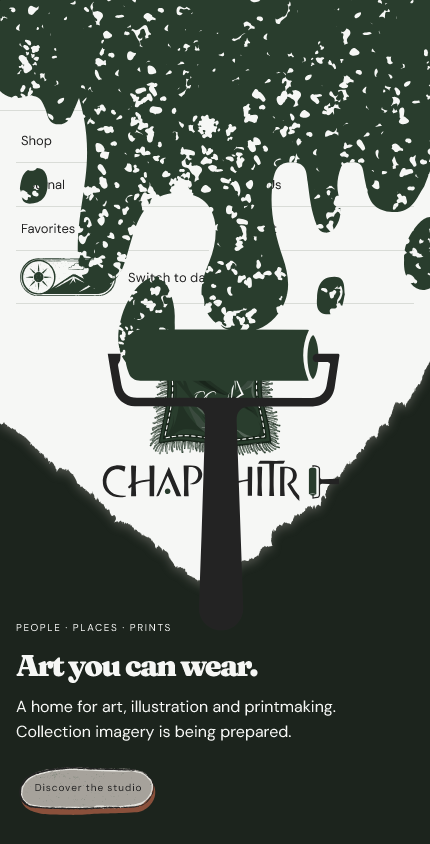 Shop
Favorites
Switch to da
PEOPLE · PLACES · PRINTS
Art you can wear.
A home for art, illustration and printmaking.
Collection imagery is being prepared.
Discover the studio